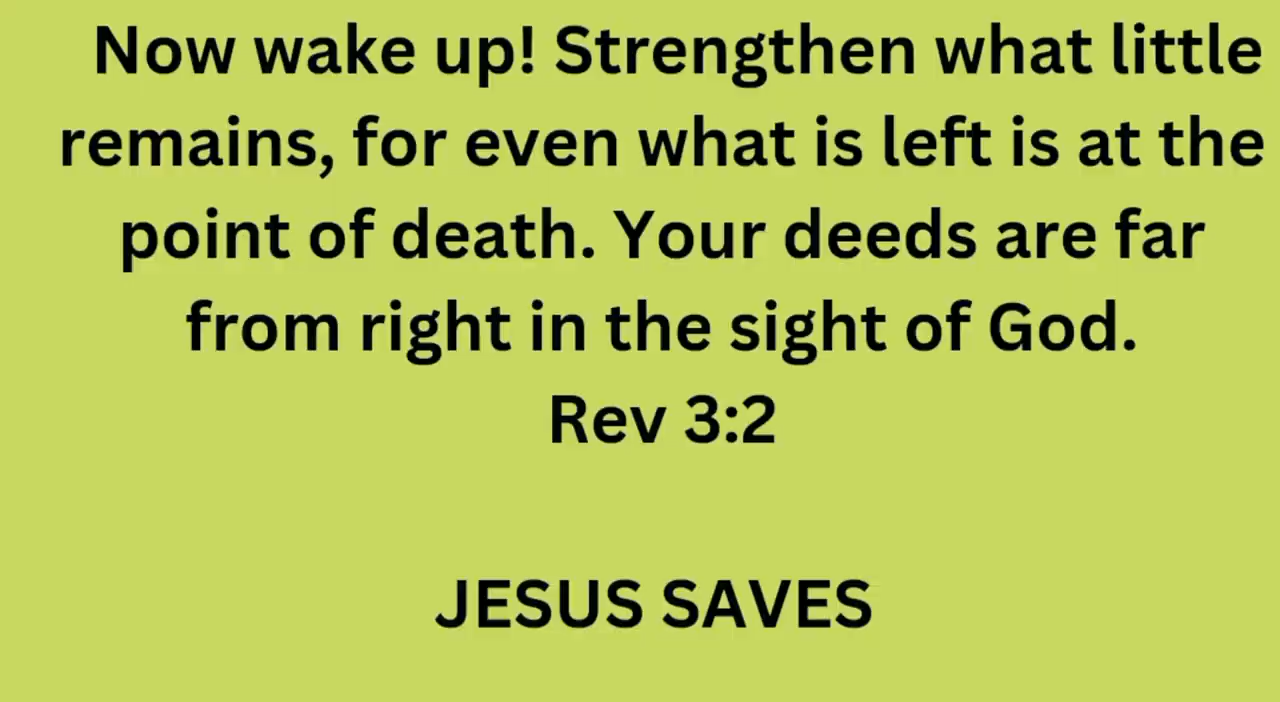 Now wake up! Strengthen what little
remains, for even what is left is at the
point of death. Your deeds are far
from right in the sight of God.
Rev 3:2
JESUS SAVES